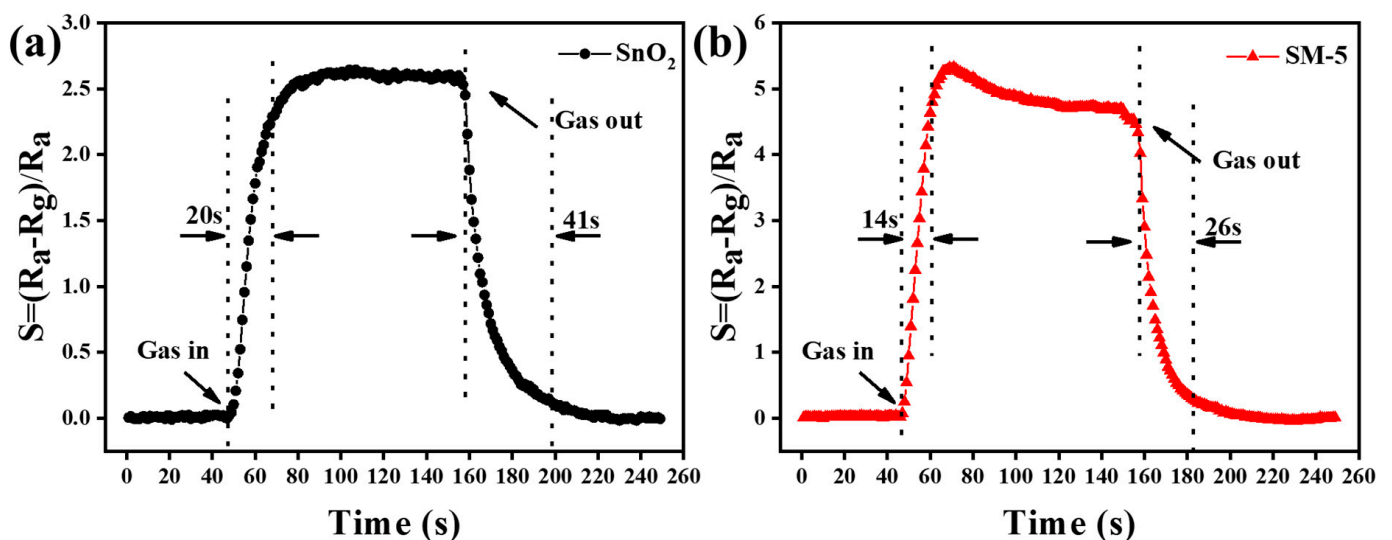 (a)
SnO₂
3.0
2.5
2.0
1.5
1.0
0.5
0.0
S=(Ra-Rg)/Ra
Gas out
20s
41s
Gas in
0 20 40 60 80 100 120 140 160 180 200 220 240 260
Time (s)
(b)
SM-5
6
5
4
3
2
1
0
S=(Ra-Rg)/Ra
Gas out
14s
26s
Gas in
0 20 40 60 80 100 120 140 160 180 200 220 240 260
Time (s)